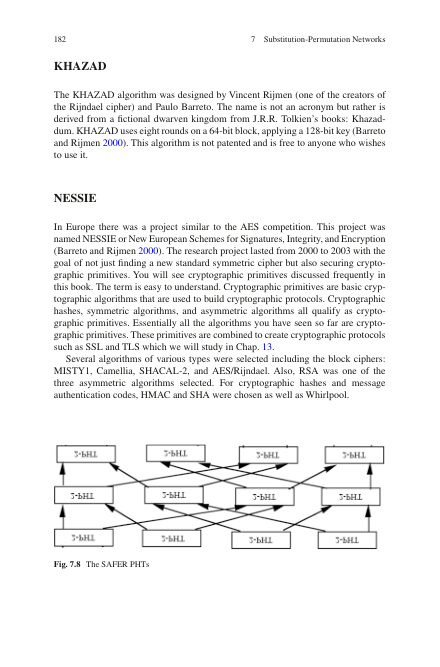 182
7 Substitution-Permutation Networks
KHAZAD
The KHAZAD algorithm was designed by Vincent Rijmen (one of the creators of
the Rijndael cipher) and Paulo Barreto. The name is not an acronym but rather is
derived from a fictional dwarven kingdom from J.R.R. Tolkien's books: Khazad-
dum. KHAZAD uses eight rounds on a 64-bit block, applying a 128-bit key (Barreto
and Rijmen 2000). This algorithm is not patented and is free to anyone who wishes
to use it.
NESSIE
In Europe there was a project similar to the AES competition. This project was
named NESSIE or New European Schemes for Signatures, Integrity, and Encryption
(Barreto and Rijmen 2000). The research project lasted from 2000 to 2003 with the
goal of not just finding a new standard symmetric cipher but also securing crypto-
graphic primitives. You will see cryptographic primitives discussed frequently in
this book. The term is easy to understand. Cryptographic primitives are basic cryp-
tographic algorithms that are used to build cryptographic protocols. Cryptographic
hashes, symmetric algorithms, and asymmetric algorithms all qualify as crypto-
graphic primitives. Essentially all the algorithms you have seen so far are crypto-
graphic primitives. These primitives are combined to create cryptographic protocols
such as SSL and TLS which we will study in Chap. 13.
Several algorithms of various types were selected including the block ciphers:
MISTY1, Camellia, SHACAL-2, and AES/Rijndael. Also, RSA was one of the
three asymmetric algorithms selected. For cryptographic hashes and message
authentication codes, HMAC and SHA were chosen as well as Whirlpool.
2-PHT
2-PHT
2-PHT
2-PHT
2-PHT
2-PHT
2-PHT
2-PHT
2-PHT
2-PHT
2-PHT
2-PHT
Fig. 7.8 The SAFER PHTs